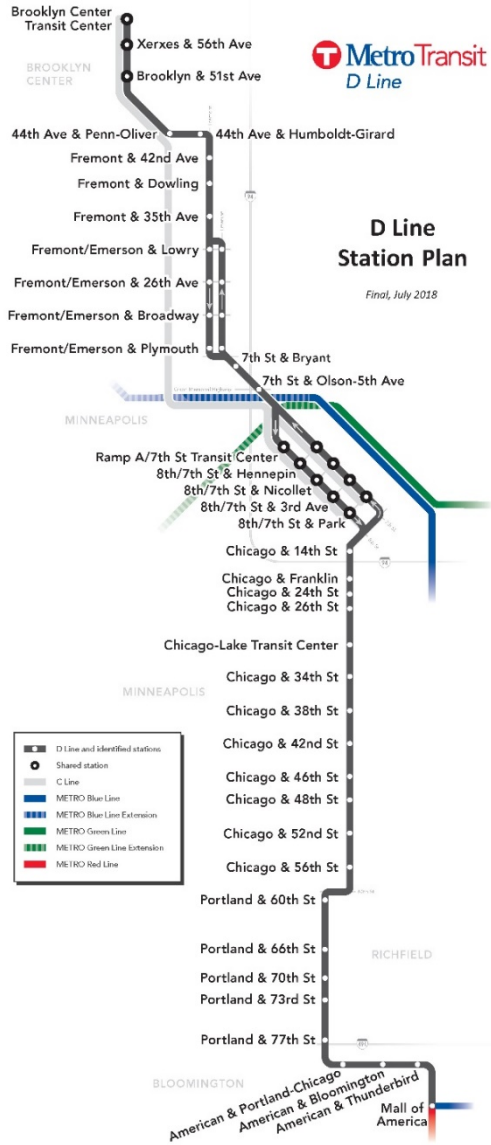 Brooklyn Center
Transit Center
Xerxes & 56th Ave
BROOKLYN
CENTER
Brooklyn & 51st Ave
T MetroTransit
D Line
44th Ave & Penn-Oliver
44th Ave & Humboldt-Girard
Fremont & 42nd Ave
Fremont & Dowling
94
Fremont & 35th Ave
D Line
Station Plan
Final, July 2018
Fremont/Emerson & Lowry
Fremont/Emerson & 26th Ave
Fremont/Emerson & Broadway
Fremont/Emerson & Plymouth
7th St & Bryant
7th St & Olson-5th Ave
MINNEAPOLIS
Ramp A/7th St Transit Center
8th/7th St & Hennepin
8th/7th St & Nicollet
8th/7th St & 3rd Ave
8th/7th St & Park
Chicago & 14th St
94
Chicago & Franklin
Chicago & 24th St
Chicago & 26th St
Chicago-Lake Transit Center
Chicago & 34th St
MINNEAPOLIS
Chicago & 38th St
Chicago & 42nd St
D Line and identified stations
Shared station
C Line
METRO Blue Line
METRO Blue Line Extension
METRO Green Line
METRO Green Line Extension
METRO Red Line
Chicago & 46th St
Chicago & 48th St
Chicago & 52nd St
Chicago & 56th St
Portland & 60th St
Portland & 66th St
RICHFIELD
Portland & 70th St
Portland & 73rd St
Portland & 77th St
BLOOMINGTON
American & Portland-Chicago
American & Bloomington
American & Thunderbird
Mall of
America